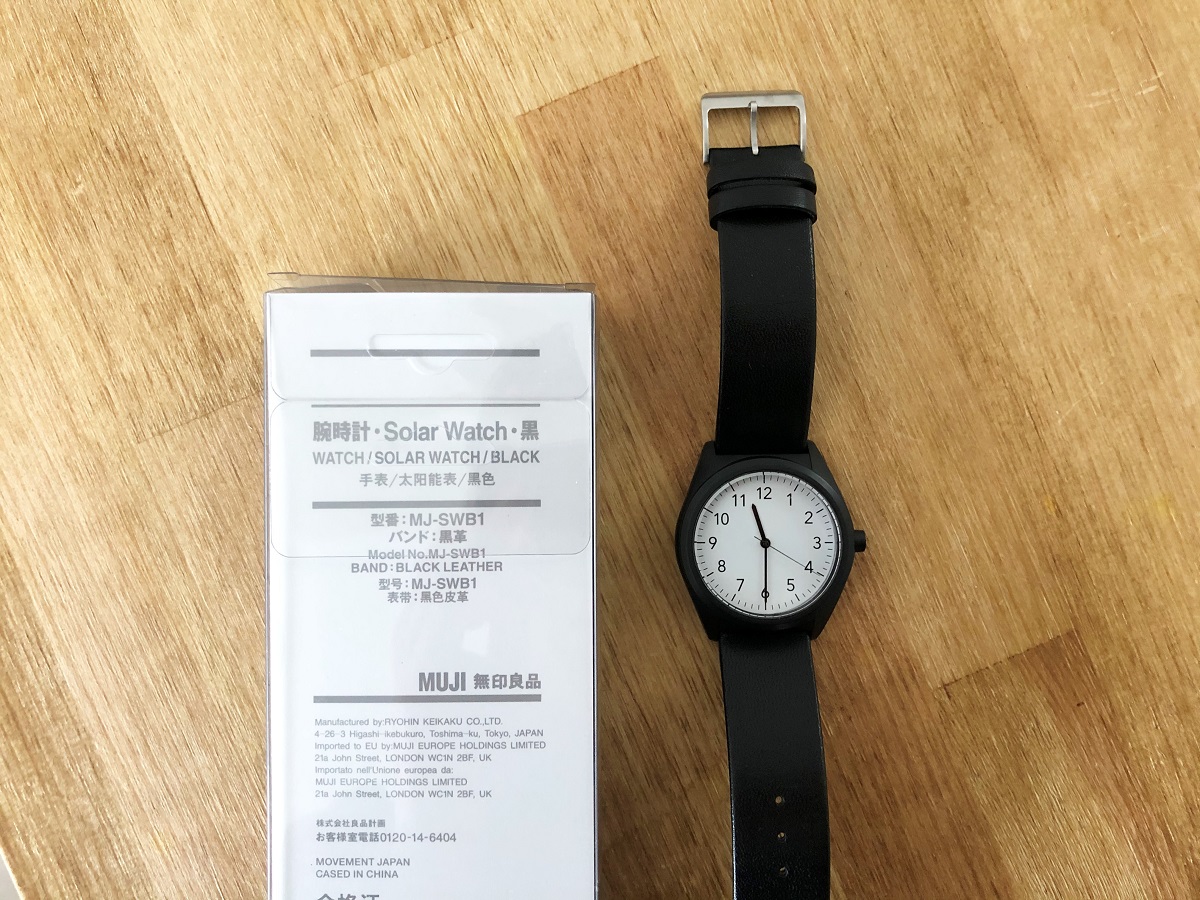 腕時計・Solar Watch・黒
WATCH/SOLAR WATCH/BLACK
手表/太阳能表/黑色
型番：MJ-SWB1
バンド：黒革
Model No.MJ-SWB1
BAND：BLACK LEATHER
型号：MJ-SWB1
表带：黑色皮革
MUJI 無印良品
Manufactured by:RYOHIN KEIKAKU CO.,LTD.
4-26-3 Higashi-ikebukuro, Toshima-ku, Tokyo, JAPAN
Imported to EU by:MUJI EUROPE HOLDINGS LIMITED
21a John Street, LONDON WC1N 2BF, UK
Importato nell'Unione europea da:
MUJI EUROPE HOLDINGS LIMITED
21a John Street, LONDON WC1N 2BF, UK
株式会社良品計画
お客様室電話0120-14-6404
MOVEMENT JAPAN
CASED IN CHINA
12
1
2
3
4
5
6
7
8
9
10
11